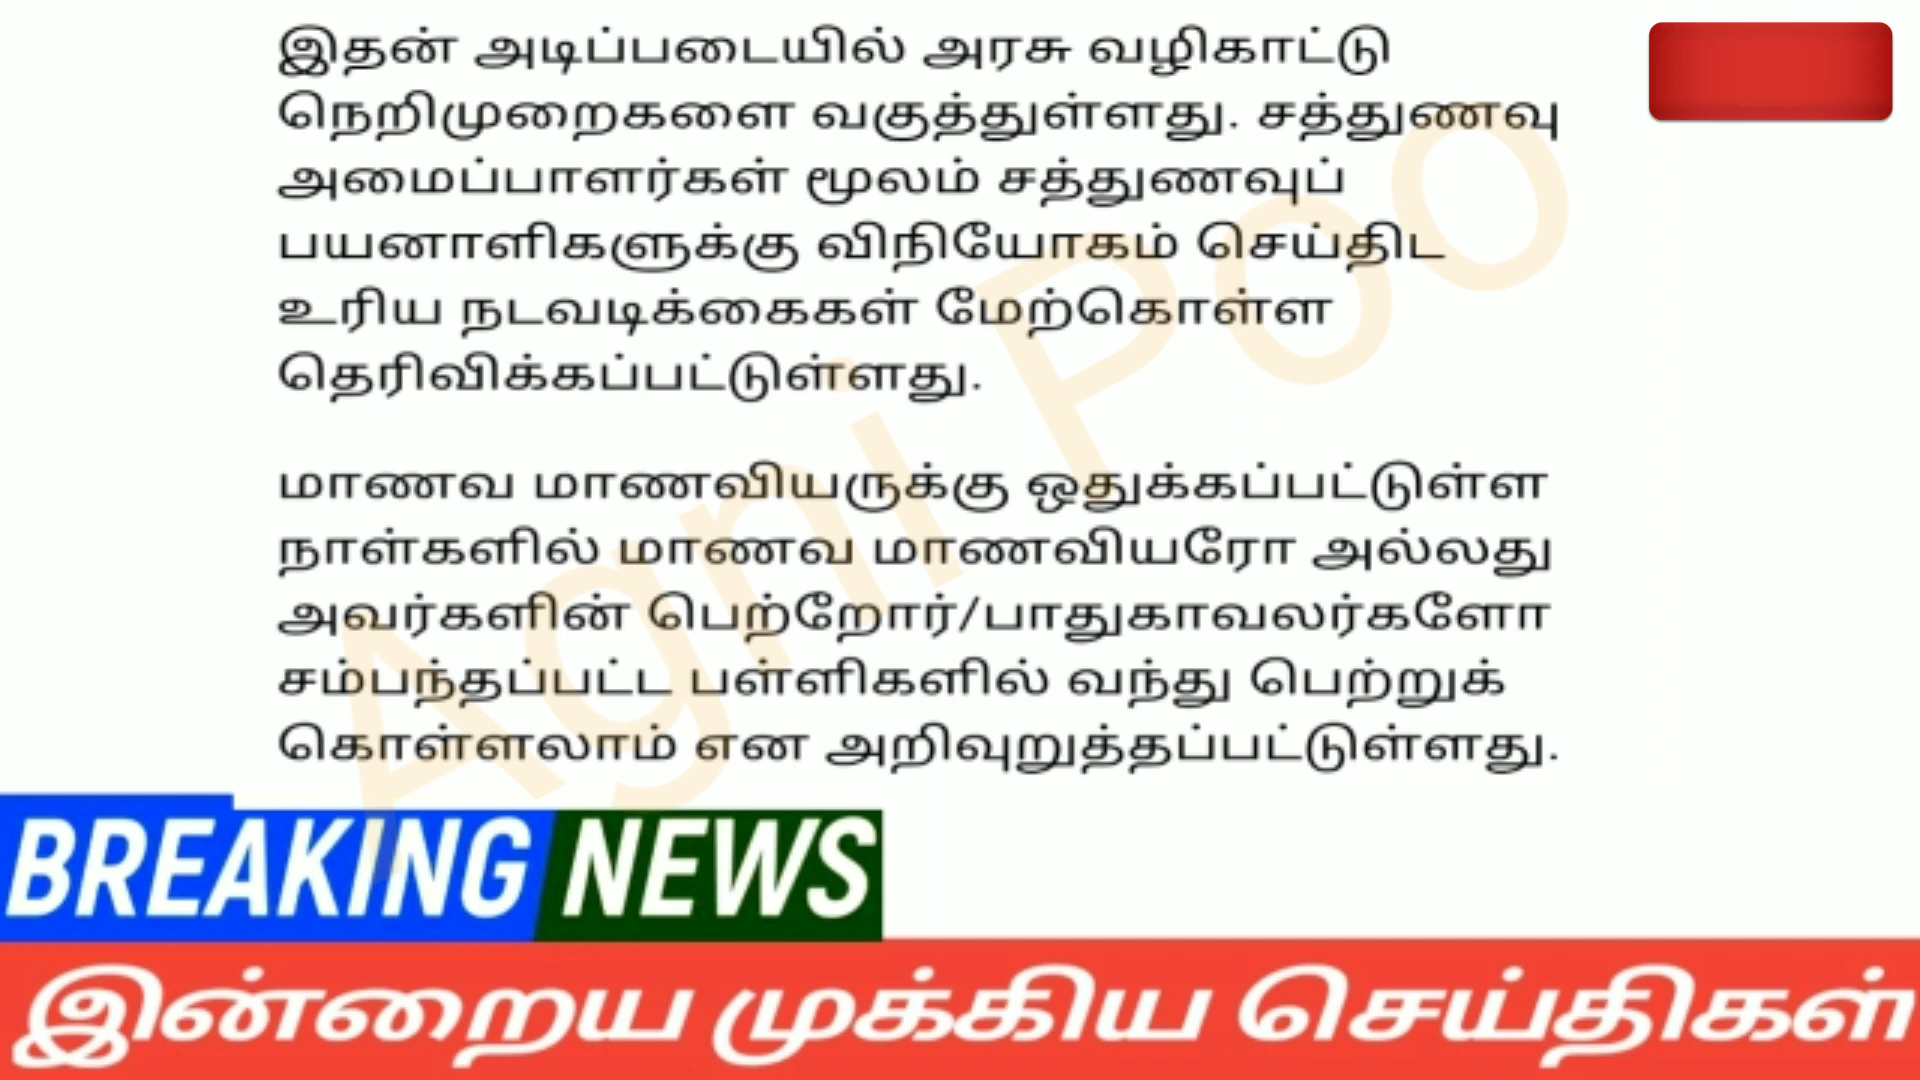 இதன் அடிப்படையில் அரசு வழிகாட்டு
நெறிமுறைகளை வகுத்துள்ளது. சத்துணவு
அமைப்பாளர்கள் மூலம் சத்துணவுப்
பயனாளிகளுக்கு விநியோகம் செய்திட
உரிய நடவடிக்கைகள் மேற்கொள்ள
தெரிவிக்கப்பட்டுள்ளது.
மாணவ மாணவியருக்கு ஒதுக்கப்பட்டுள்ள
நாள்களில் மாணவ மாணவியரோ அல்லது
அவர்களின் பெற்றோர்/பாதுகாவலர்களோ
சம்பந்தப்பட்ட பள்ளிகளில் வந்து பெற்றுக்
கொள்ளலாம் என அறிவுறுத்தப்பட்டுள்ளது.
Agni Poo
BREAKING NEWS
இன்றைய முக்கிய செய்திகள்